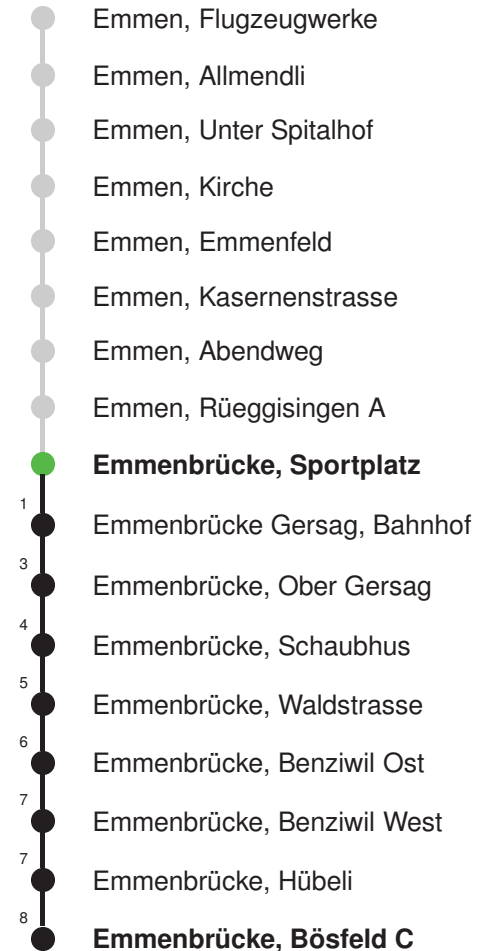 Emmen, Flugzeugwerke
Emmen, Allmendli
Emmen, Unter Spitalhof
Emmen, Kirche
Emmen, Emmenfeld
Emmen, Kasernenstrasse
Emmen, Abendweg
Emmen, Rüeggisingen A
Emmenbrücke, Sportplatz
1 Emmenbrücke Gersag, Bahnhof
3 Emmenbrücke, Ober Gersag
4 Emmenbrücke, Schaubhus
5 Emmenbrücke, Waldstrasse
6 Emmenbrücke, Benziwil Ost
7 Emmenbrücke, Benziwil West
7 Emmenbrücke, Hübeli
8 Emmenbrücke, Bösfeld C